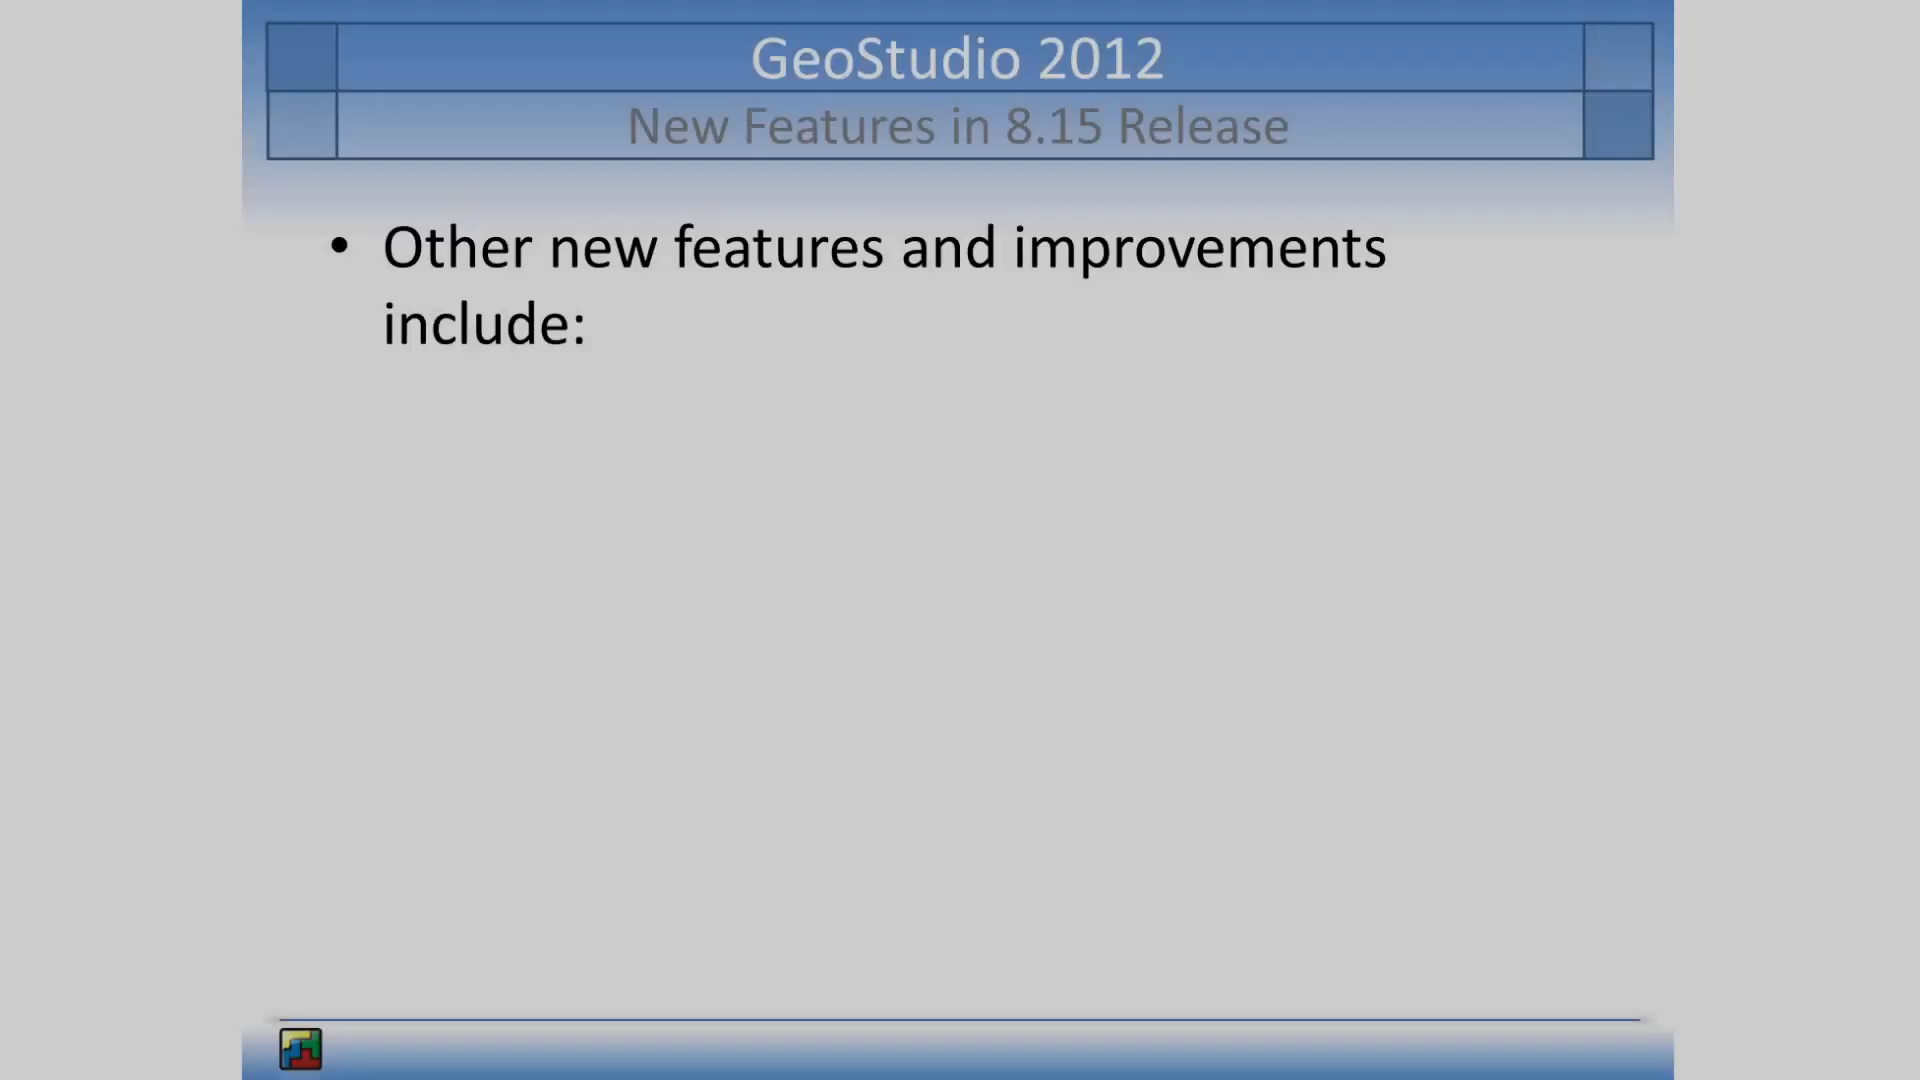 GeoStudio 2012
New Features in 8.15 Release
• Other new features and improvements
include: